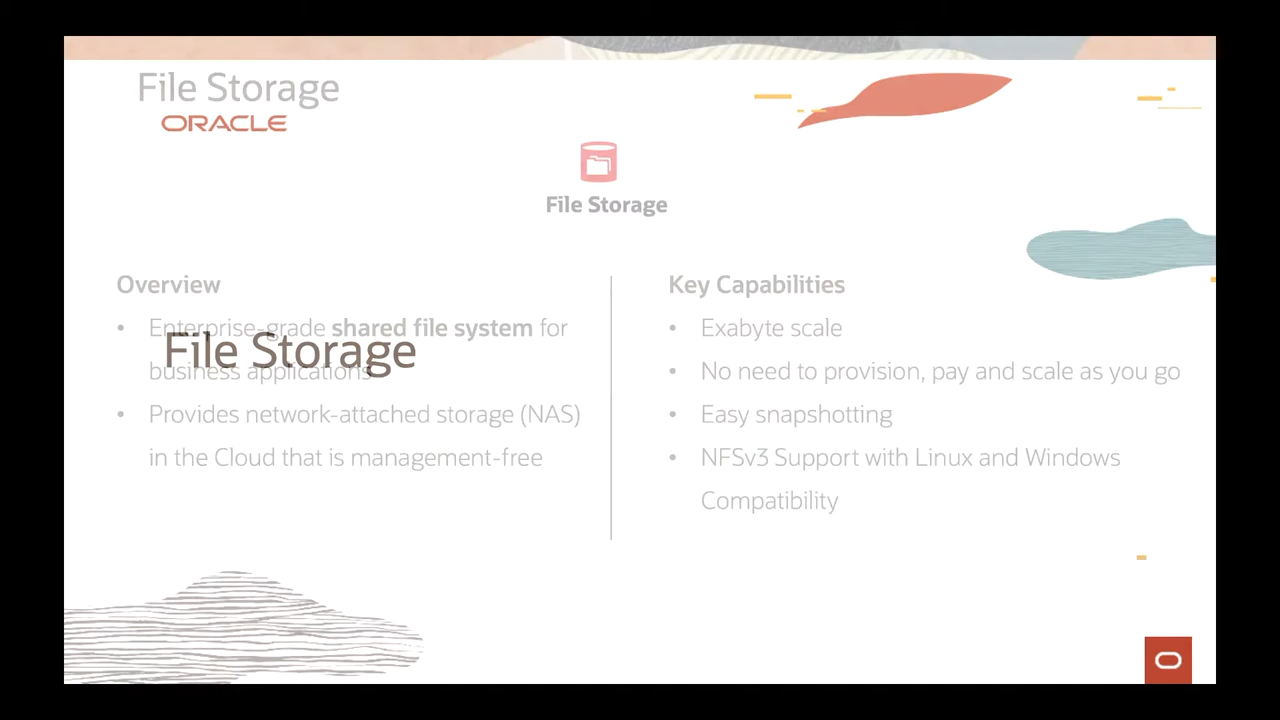 File Storage
ORACLE
File Storage
Overview
• Enterprise-grade shared file system for
business applications
• Provides network-attached storage (NAS)
in the Cloud that is management-free
File Storage
Key Capabilities
• Exabyte scale
• No need to provision, pay and scale as you go
• Easy snapshotting
• NFSv3 Support with Linux and Windows
Compatibility